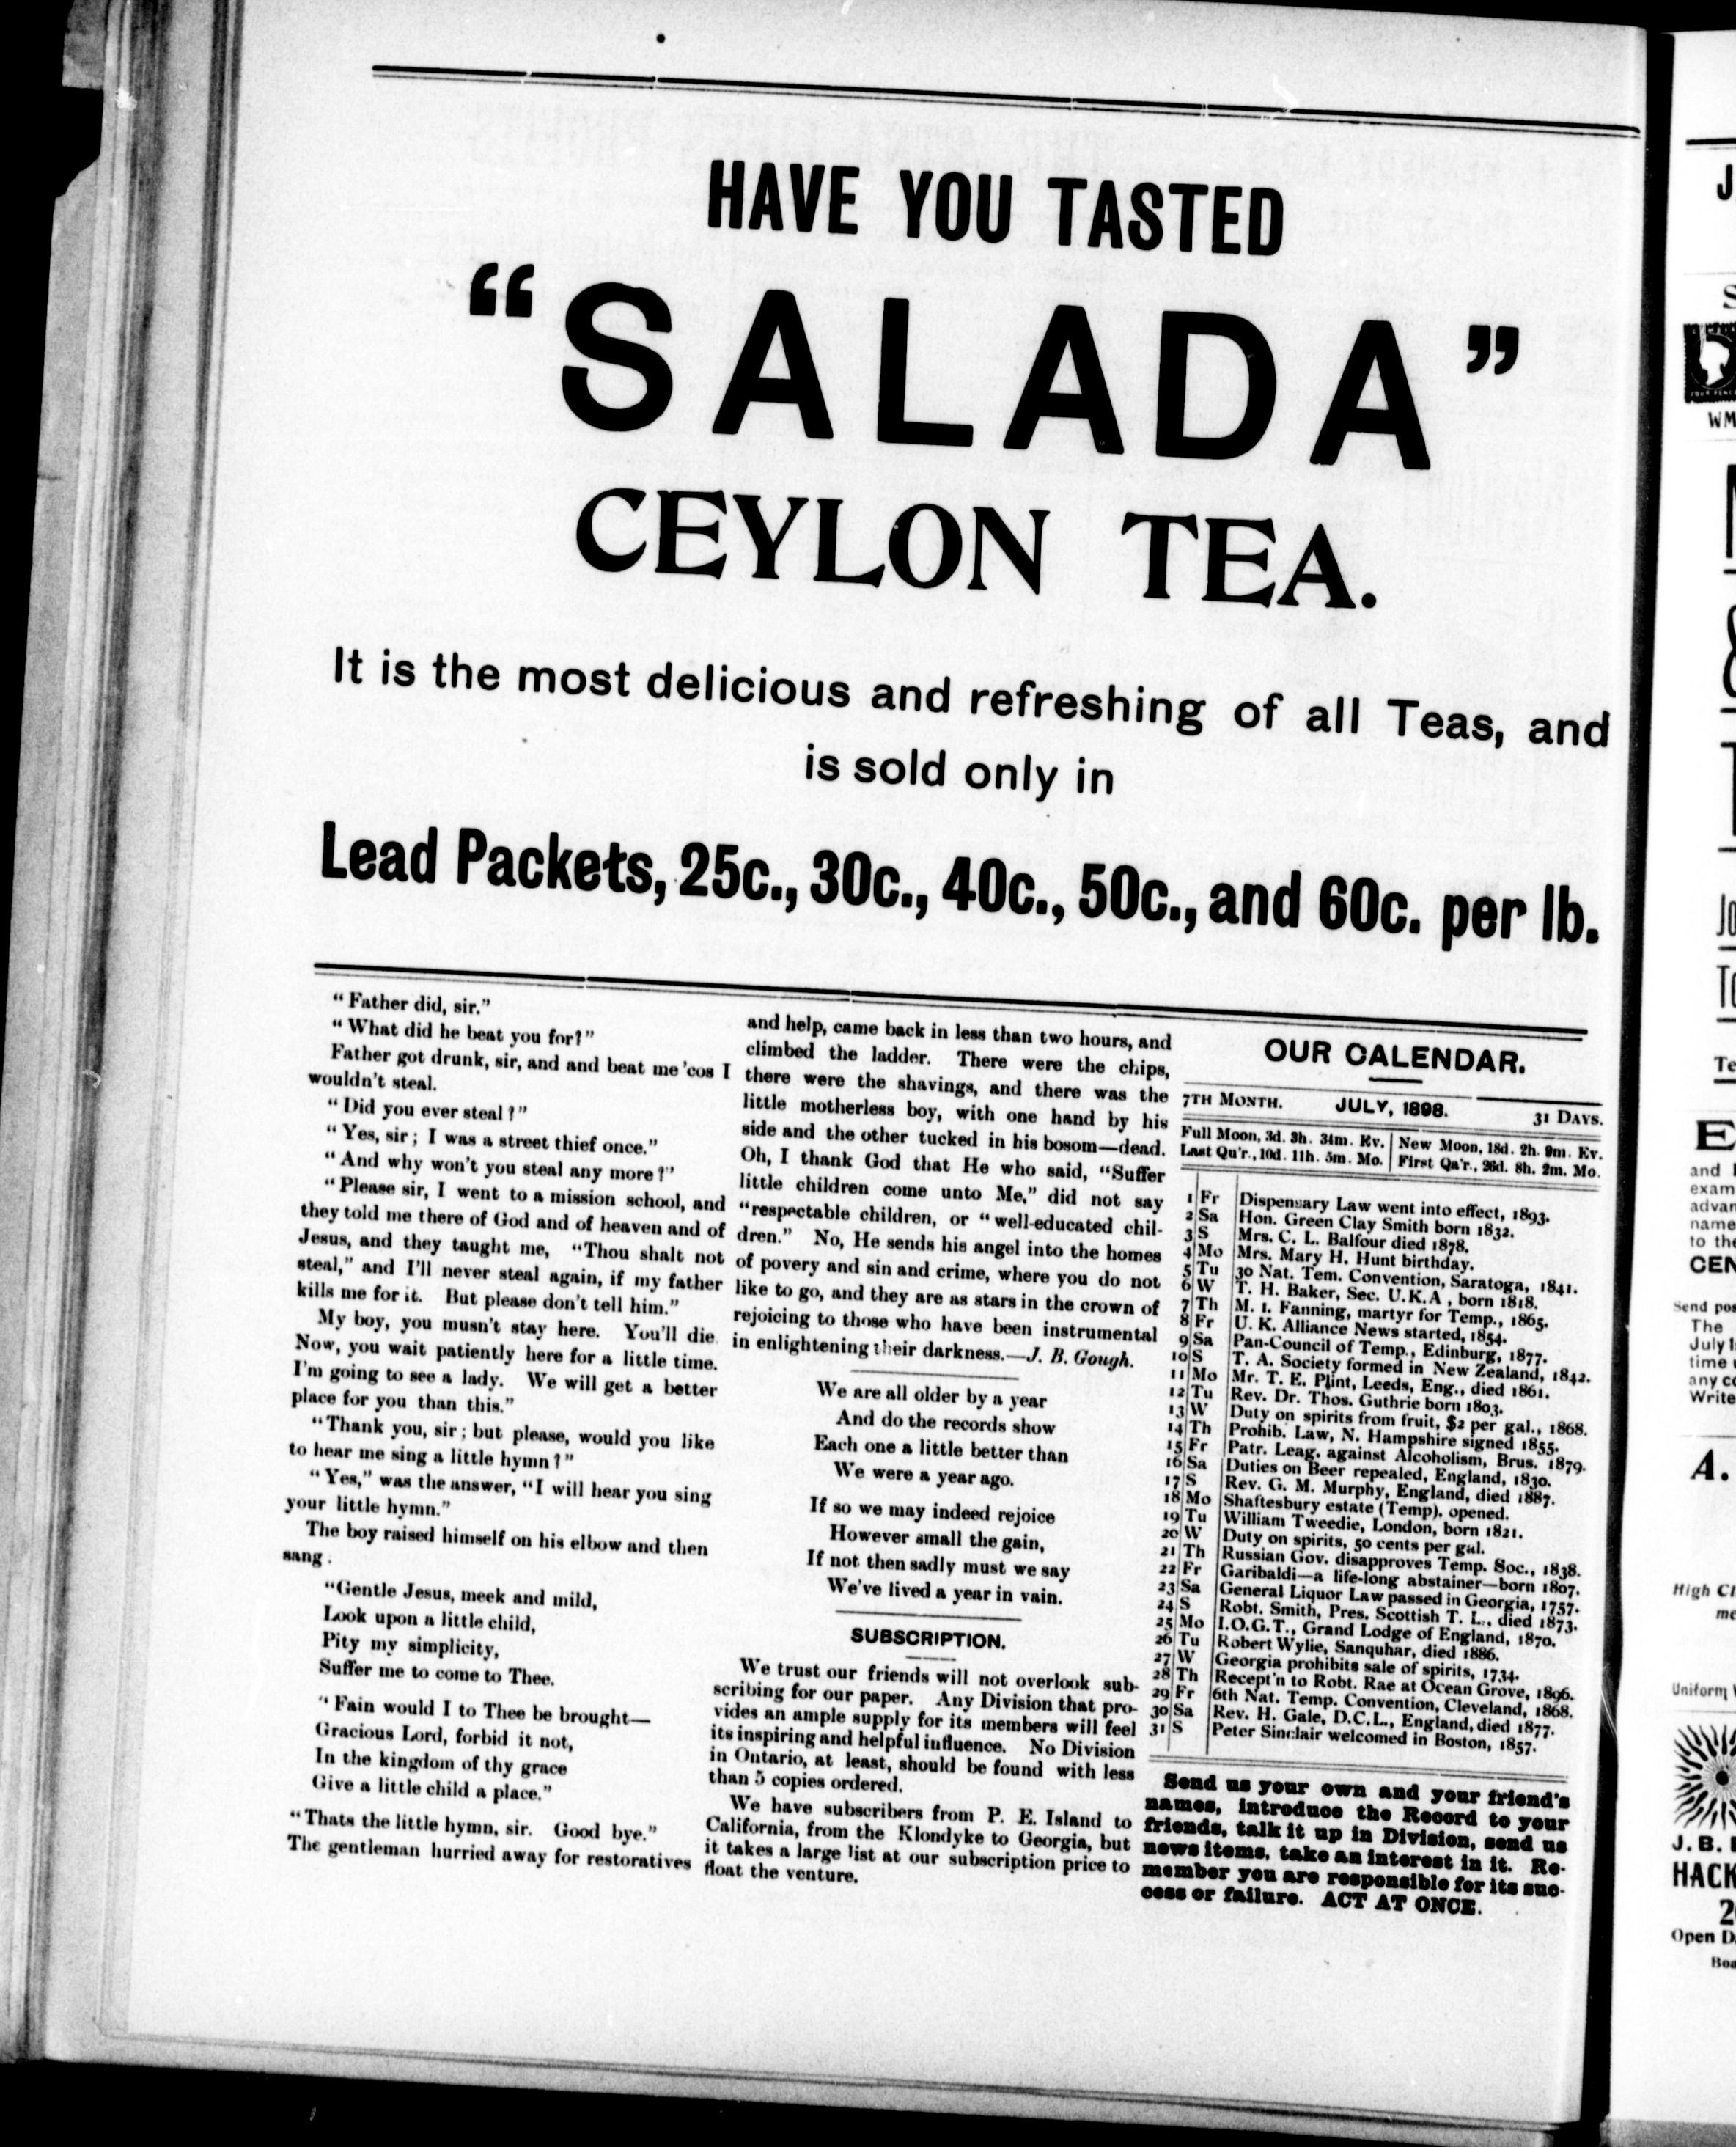 HAVE YOU TASTED
“SALADA”
CEYLON TEA.
It is the most delicious and refreshing of all Teas, and
is sold only in
Lead Packets, 25c., 30c., 40c., 50c., and 60c. per lb.
“Father did, sir.”
“What did he beat you for?”
Father got drunk, sir, and and beat me 'cos I
wouldn't steal.
“Did you ever steal?”
“Yes, sir; I was a street thief once.”
“And why won't you steal any more?”
“Please sir, I went to a mission school, and
they told me there of God and of heaven and of
Jesus, and they taught me, “Thou shalt not
steal,” and I'll never steal again, if my father
kills me for it. But please don't tell him.”
My boy, you musn't stay here. You'll die
Now, you wait patiently here for a little time.
I'm going to see a lady. We will get a better
place for you than this.”
“Thank you, sir; but please, would you like
to hear me sing a little hymn?”
“Yes,” was the answer, “I will hear you sing
your little hymn.”
The boy raised himself on his elbow and then
sang.
“Gentle Jesus, meek and mild,
Look upon a little child,
Pity my simplicity,
Suffer me to come to Thee.
“Fain would I to Thee be brought—
Gracious Lord, forbid it not,
In the kingdom of thy grace
Give a little child a place.”
“Thats the little hymn, sir. Good bye.”
The gentleman hurried away for restoratives
and help, came back in less than two hours, and
climbed the ladder. There were the chips,
there were the shavings, and there was the
little motherless boy, with one hand by his
side and the other tucked in his bosom—dead.
Oh, I thank God that He who said, “Suffer
little children come unto Me,” did not say
“respectable children, or “well-educated chil-
dren.” No, He sends his angel into the homes
of povery and sin and crime, where you do not
like to go, and they are as stars in the crown of
rejoicing to those who have been instrumental
in enlightening their darkness.—J. B. Gough.
We are all older by a year
And do the records show
Each one a little better than
We were a year ago.
If so we may indeed rejoice
However small the gain,
If not then sadly must we say
We've lived a year in vain.
SUBSCRIPTION.
We trust our friends will not overlook sub-
scribing for our paper. Any Division that pro-
vides an ample supply for its members will feel
its inspiring and helpful influence. No Division
in Ontario, at least, should be found with less
than 5 copies ordered.
We have subscribers from P. E. Island to
California, from the Klondyke to Georgia, but
it takes a large list at our subscription price to
float the venture.
OUR CALENDAR.
7TH MONTH. JULY, 1898. 31 DAYS.
Full Moon, 3d. 3h. 34m. Ev. | New Moon, 18d. 2h. 9m. Ev.
Last Qu'r., 10d. 11h. 5m. Mo. | First Qa'r., 26d. 8h. 2m. Mo.
1 Fr Dispensary Law went into effect, 1893.
2 Sa Hon. Green Clay Smith born 1832.
3 S Mrs. C. L. Balfour died 1878.
4 Mo Mrs. Mary H. Hunt birthday.
5 Tu 30 Nat. Tem. Convention, Saratoga, 1841.
6 W T. H. Baker, Sec. U.K.A, born 1818.
7 Th M. I. Fanning, martyr for Temp., 1865.
8 Fr U. K. Alliance News started, 1854.
9 Sa Pan-Council of Temp., Edinburg, 1877.
10 S T. A. Society formed in New Zealand, 1842.
11 Mo Mr. T. E. Plint, Leeds, Eng., died 1861.
12 Tu Rev. Dr. Thos. Guthrie born 1803.
13 W Duty on spirits from fruit, $2 per gal., 1868.
14 Th Prohib. Law, N. Hampshire signed 1855.
15 Fr Patr. Leag. against Alcoholism, Brus. 1879.
16 Sa Duties on Beer repealed, England, 1830.
17 S Rev. G. M. Murphy, England, died 1887.
18 Mo Shaftesbury estate (Temp). opened.
19 Tu William Tweedie, London, born 1821.
20 W Duty on spirits, 50 cents per gal.
21 Th Russian Gov. disapproves Temp. Soc., 1838.
22 Fr Garibaldi—a life-long abstainer—born 1807.
23 Sa General Liquor Law passed in Georgia, 1757.
24 S Robt. Smith, Pres. Scottish T. L., died 1873.
25 Mo I.O.G.T., Grand Lodge of England, 1870.
26 Tu Robert Wylie, Sanquhar, died 1886.
27 W Georgia prohibits sale of spirits, 1734.
28 Th Recept'n to Robt. Rae at Ocean Grove, 1896.
29 Fr 6th Nat. Temp. Convention, Cleveland, 1868.
30 Sa Rev. H. Gale, D.C.L., England, died 1877.
31 S Peter Sinclair welcomed in Boston, 1857.
Send us your own and your friend's
names, introduce the Record to your
friends, talk it up in Division, send us
news items, take an interest in it. Re-
member you are responsible for its suc-
cess or failure. ACT AT ONCE.
and
name
to the
Send
The
time
any
Write
A.
Uniform
J. B.
HACK
Open